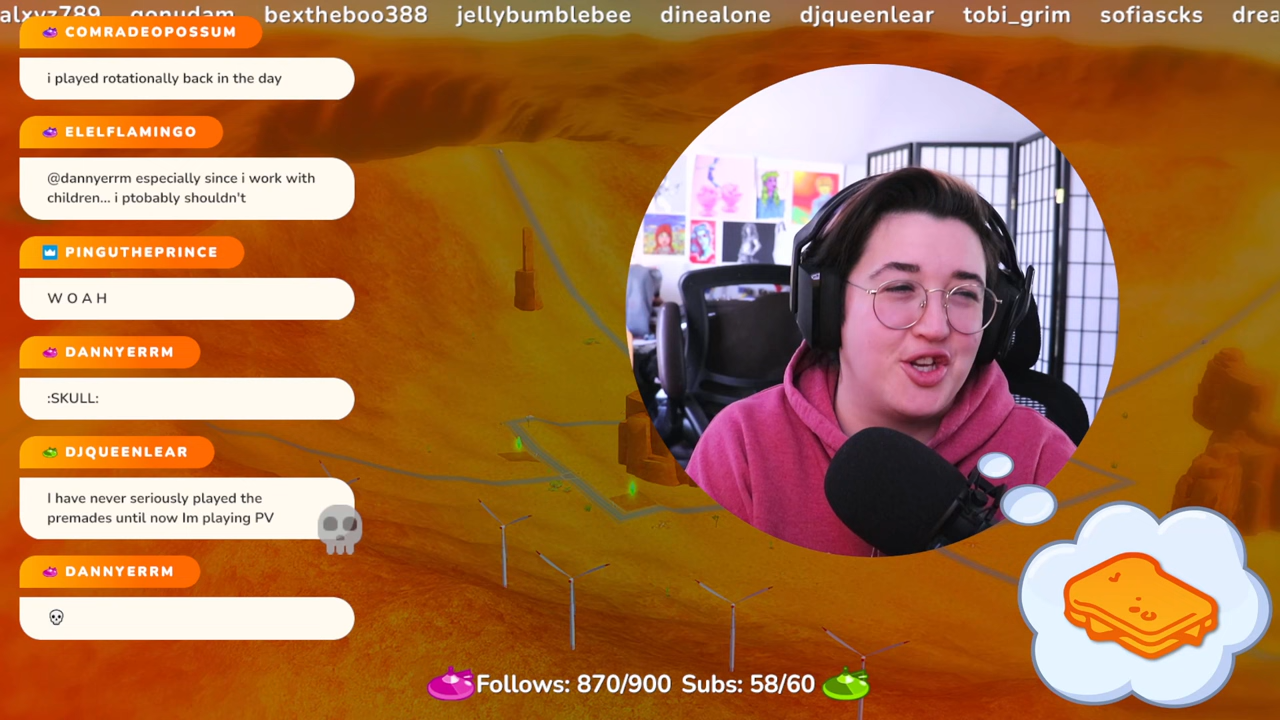 alxyz789 gonudam bextheboo388 jellybumblebee dinealone djqueenlear tobi_grim sofiascks drea
COMRADEOPOSSUM
i played rotationally back in the day
ELELFLAMINGO
@dannyerrm especially since i work with
children... i ptobably shouldn't
PINGUTHEPRINCE
W O A H
DANNYERRM
:SKULL:
DJQUEENLEAR
I have never seriously played the
premades until now Im playing PV
DANNYERRM
Follows: 870/900 Subs: 58/60